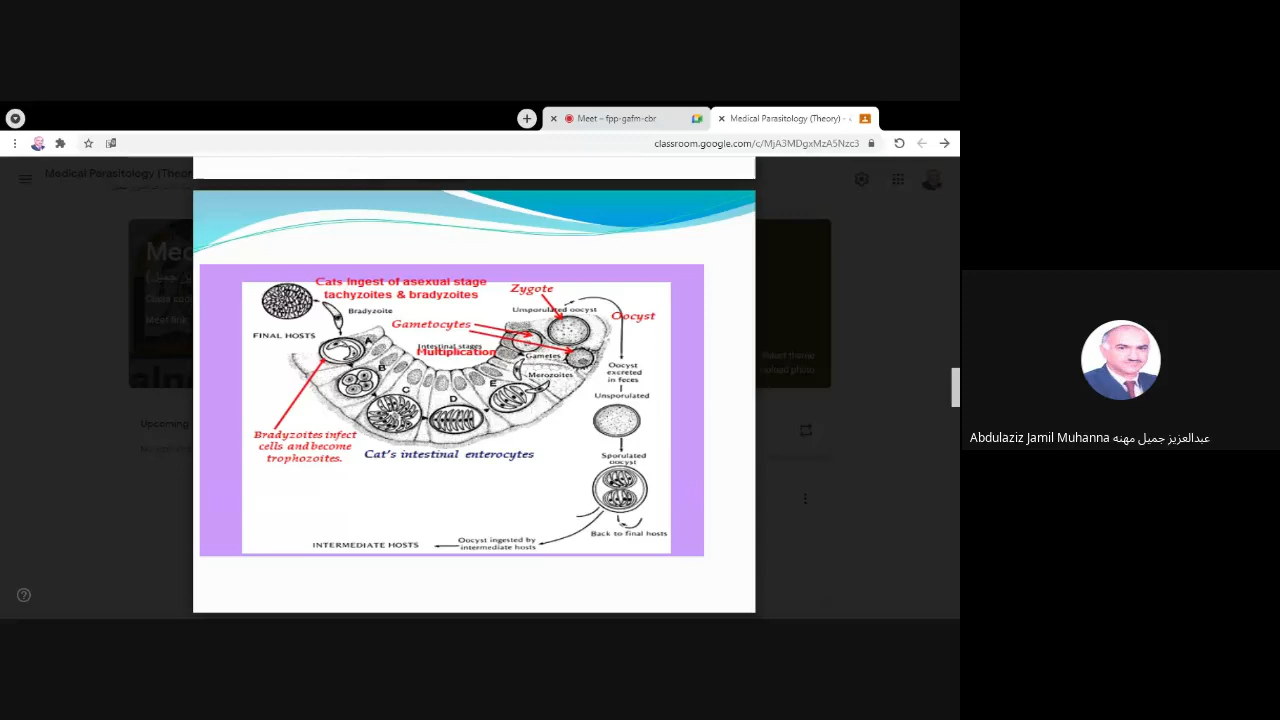 Meet – fpp-gafm-cbr
Medical Parasitology (Theory) -
classroom.google.com/c/MjA3MDgxMzA5Nzc3
Medical Parasitology (Theo
Med
Upcoming
Cats Ingest of asexual stage
tachyzoites & bradyzoites
Bradyzoite
FINAL HOSTS
Gametocytes
Intestinal stages
Multiplication
Zygote
Unsporulated oocyst
Oocyst
Gametes
Merozoites
A
B
C
D
E
Oocyst
excreted
in feces
Unsporulated
Bradyzoites infect
cells and become
trophozoites.
Cat's intestinal enterocytes
Sporulated
oocyst
Back to final hosts
Oocyst ingested by
intermediate hosts
INTERMEDIATE HOSTS
Abdulaziz Jamil Muhanna عبدالعزيز جميل مهنه